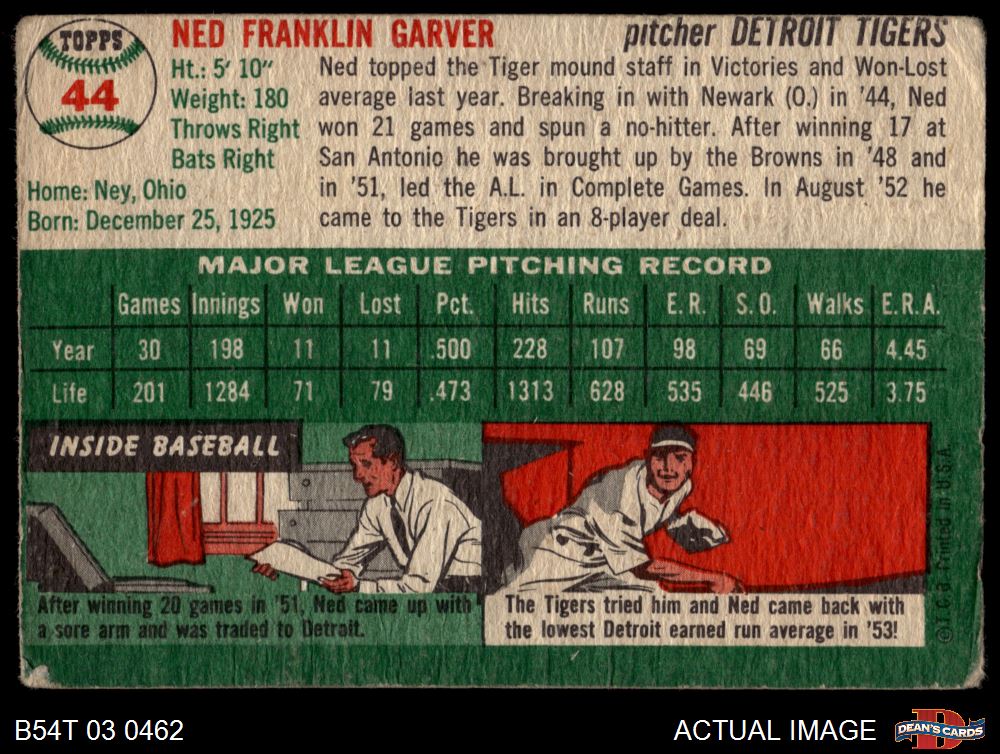 TOPPS
44
NED FRANKLIN GARVER
pitcher DETROIT TIGERS
Ht.: 5' 10"
Weight: 180
Throws Right
Bats Right
Home: Ney, Ohio
Born: December 25, 1925
Ned topped the Tiger mound staff in Victories and Won-Lost
average last year. Breaking in with Newark (O.) in '44, Ned
won 21 games and spun a no-hitter. After winning 17 at
San Antonio he was brought up by the Browns in '48 and
in '51, led the A.L. in Complete Games. In August '52 he
came to the Tigers in an 8-player deal.
MAJOR LEAGUE PITCHING RECORD
Games Innings Won Lost Pct. Hits Runs E.R. S.O. Walks E.R.A.
Year 30 198 11 11 .500 228 107 98 69 66 4.45
Life 201 1284 71 79 .473 1313 628 535 446 525 3.75
INSIDE BASEBALL
After winning 20 games in '51, Ned came up with
a sore arm and was traded to Detroit.
The Tigers tried him and Ned came back with
the lowest Detroit earned run average in '53!
© T.C.G. Printed in U.S.A.
B54T 03 0462
ACTUAL IMAGE
DEAN'S CARDS